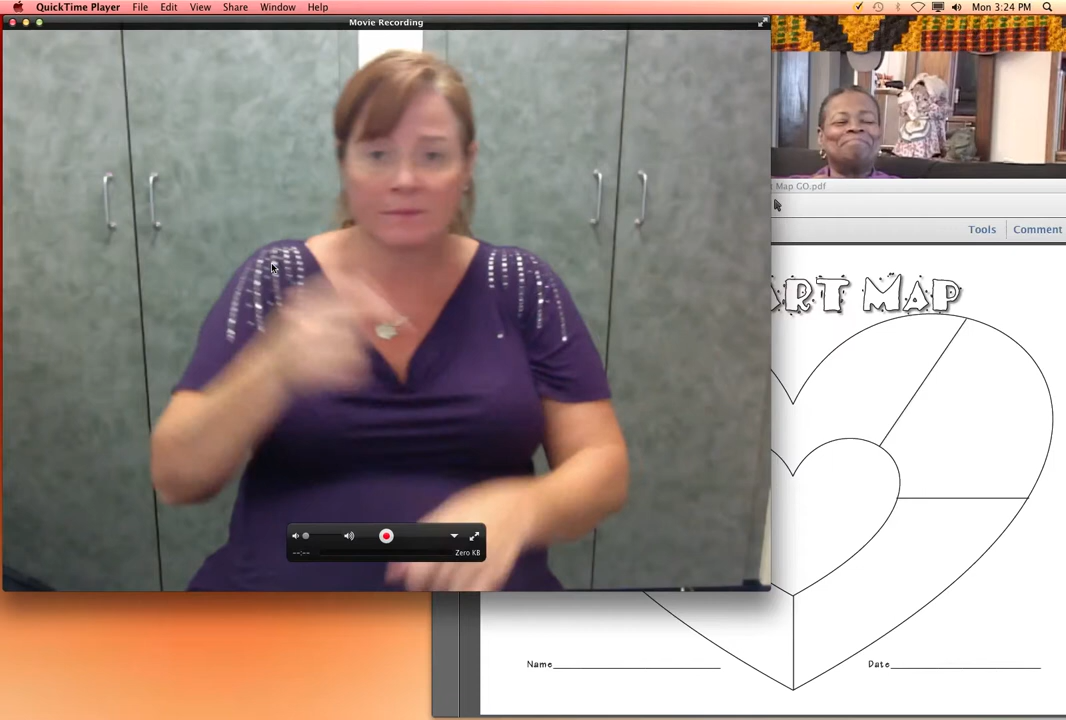 QuickTime Player File Edit View Share Window Help Mon 3:24 PM
Movie Recording
Map GO.pdf
Tools Comment
ART MAP
--:-- Zero KB
Name Date